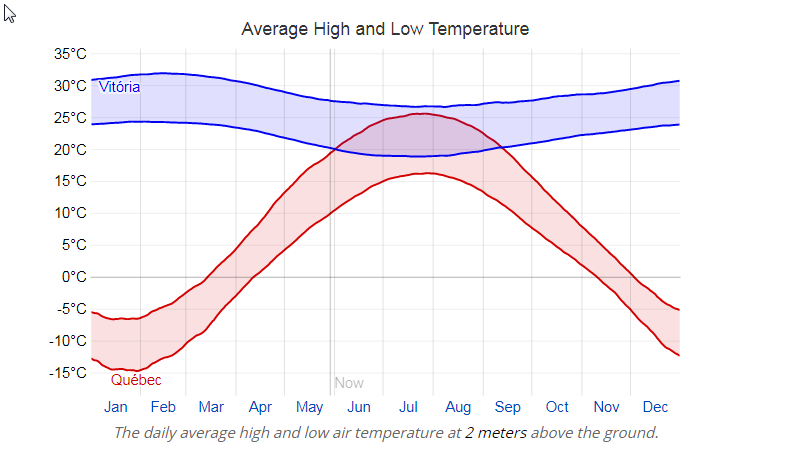 Average High and Low Temperature
35°C
30°C
25°C
20°C
15°C
10°C
5°C
0°C
-5°C
-10°C
-15°C
Vitória
Québec
Now
Jan Feb Mar Apr May Jun Jul Aug Sep Oct Nov Dec
The daily average high and low air temperature at 2 meters above the ground.